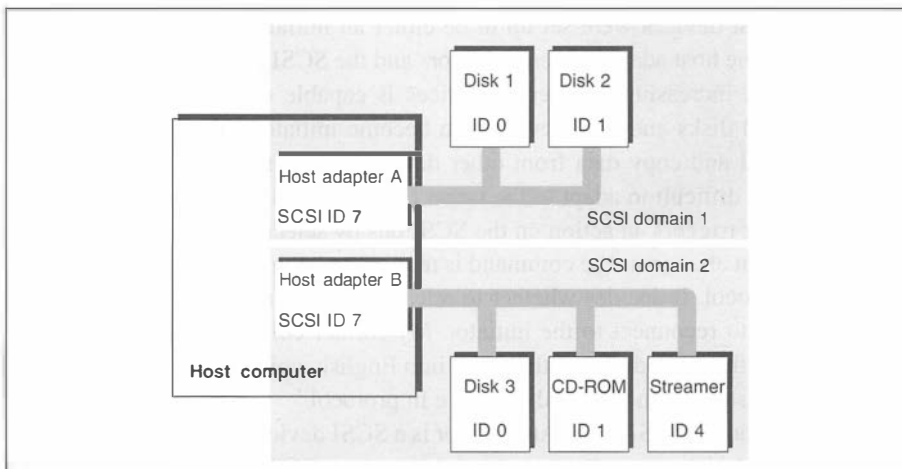 Disk 1
ID 0
Disk 2
ID 1
Host adapter A
SCSI ID 7
SCSI domain 1
SCSI domain 2
Host adapter B
SCSI ID 7
Host computer
Disk 3
ID 0
CD-ROM
ID 1
Streamer
ID 4